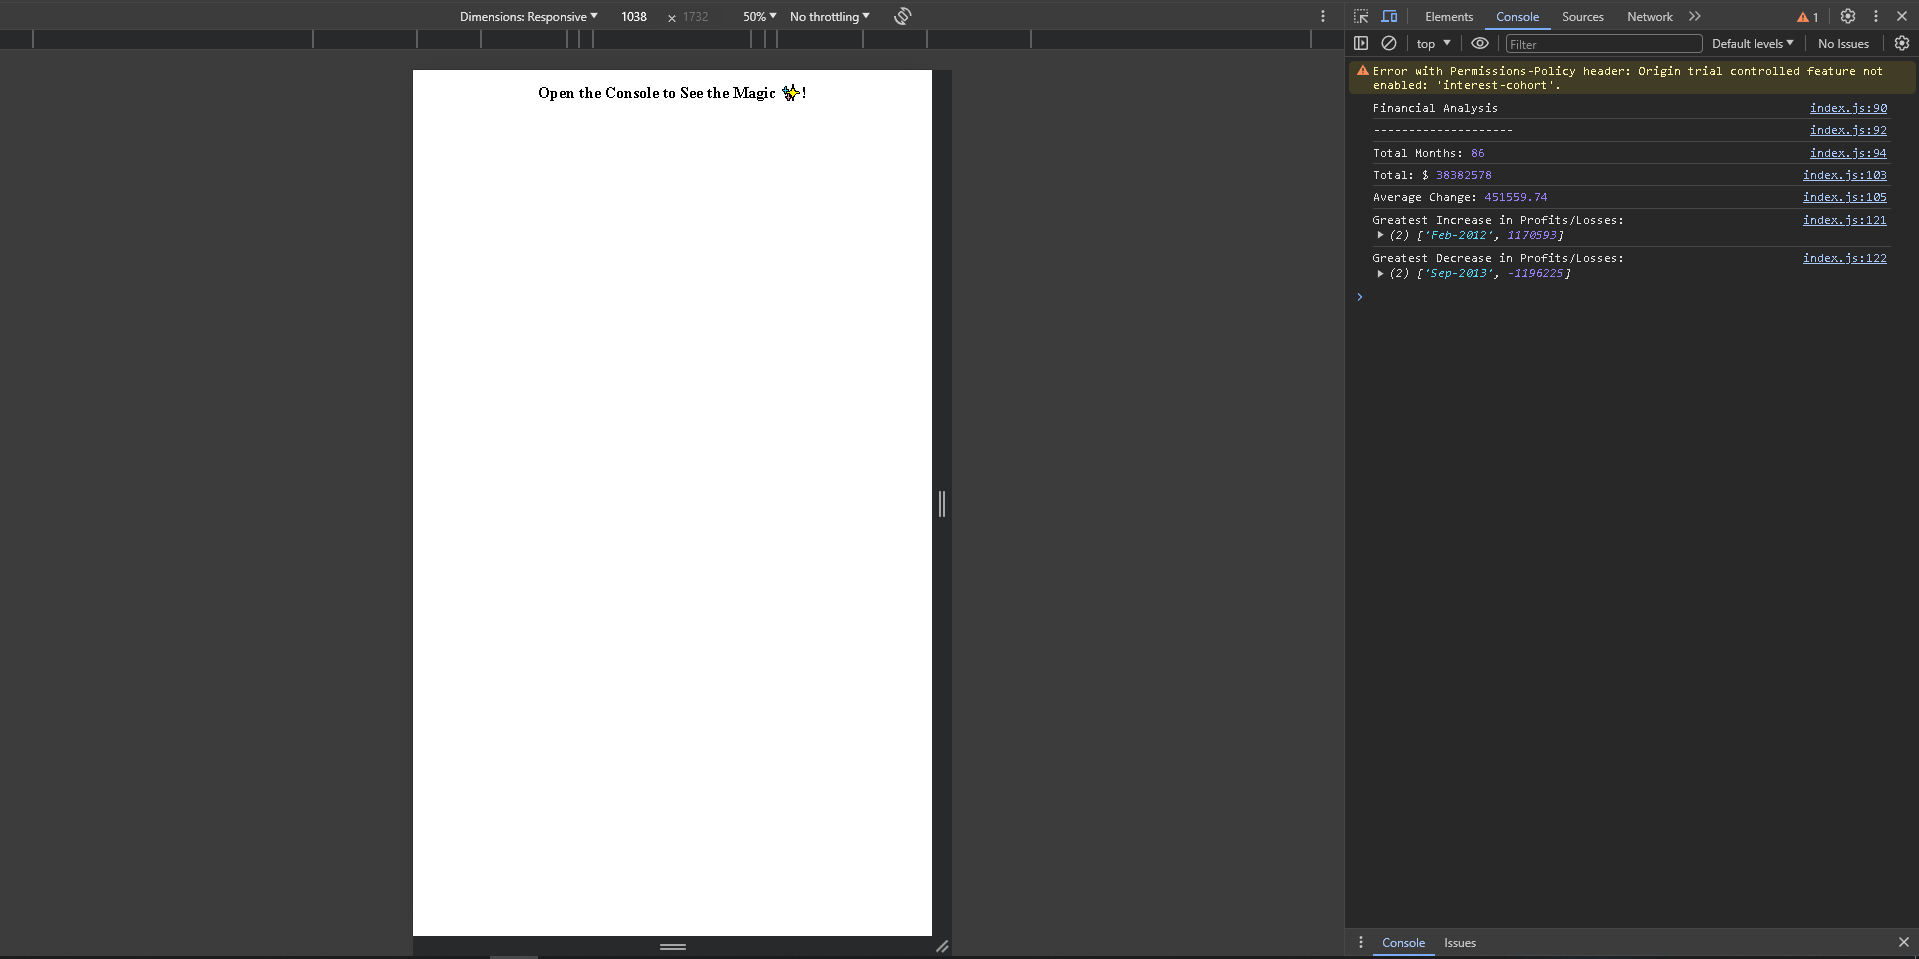 Dimensions: Responsive 1038 × 1732 50% No throttling
Elements Console Sources Network 1
top Filter Default levels No Issues
Open the Console to See the Magic ✨!
Error with Permissions-Policy header: Origin trial controlled feature not
enabled: 'interest-cohort'.
Financial Analysis index.js:90
-------------------- index.js:92
Total Months: 86 index.js:94
Total: $ 38382578 index.js:103
Average Change: 451559.74 index.js:105
Greatest Increase in Profits/Losses: index.js:121
(2) ['Feb-2012', 1170593]
Greatest Decrease in Profits/Losses: index.js:122
(2) ['Sep-2013', -1196225]
Console Issues